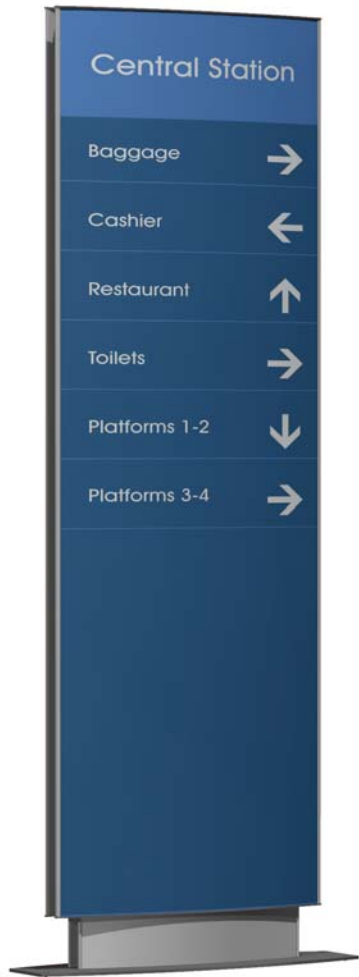 Central Station
Baggage →
Cashier ←
Restaurant ↑
Toilets →
Platforms 1-2 ↓
Platforms 3-4 →